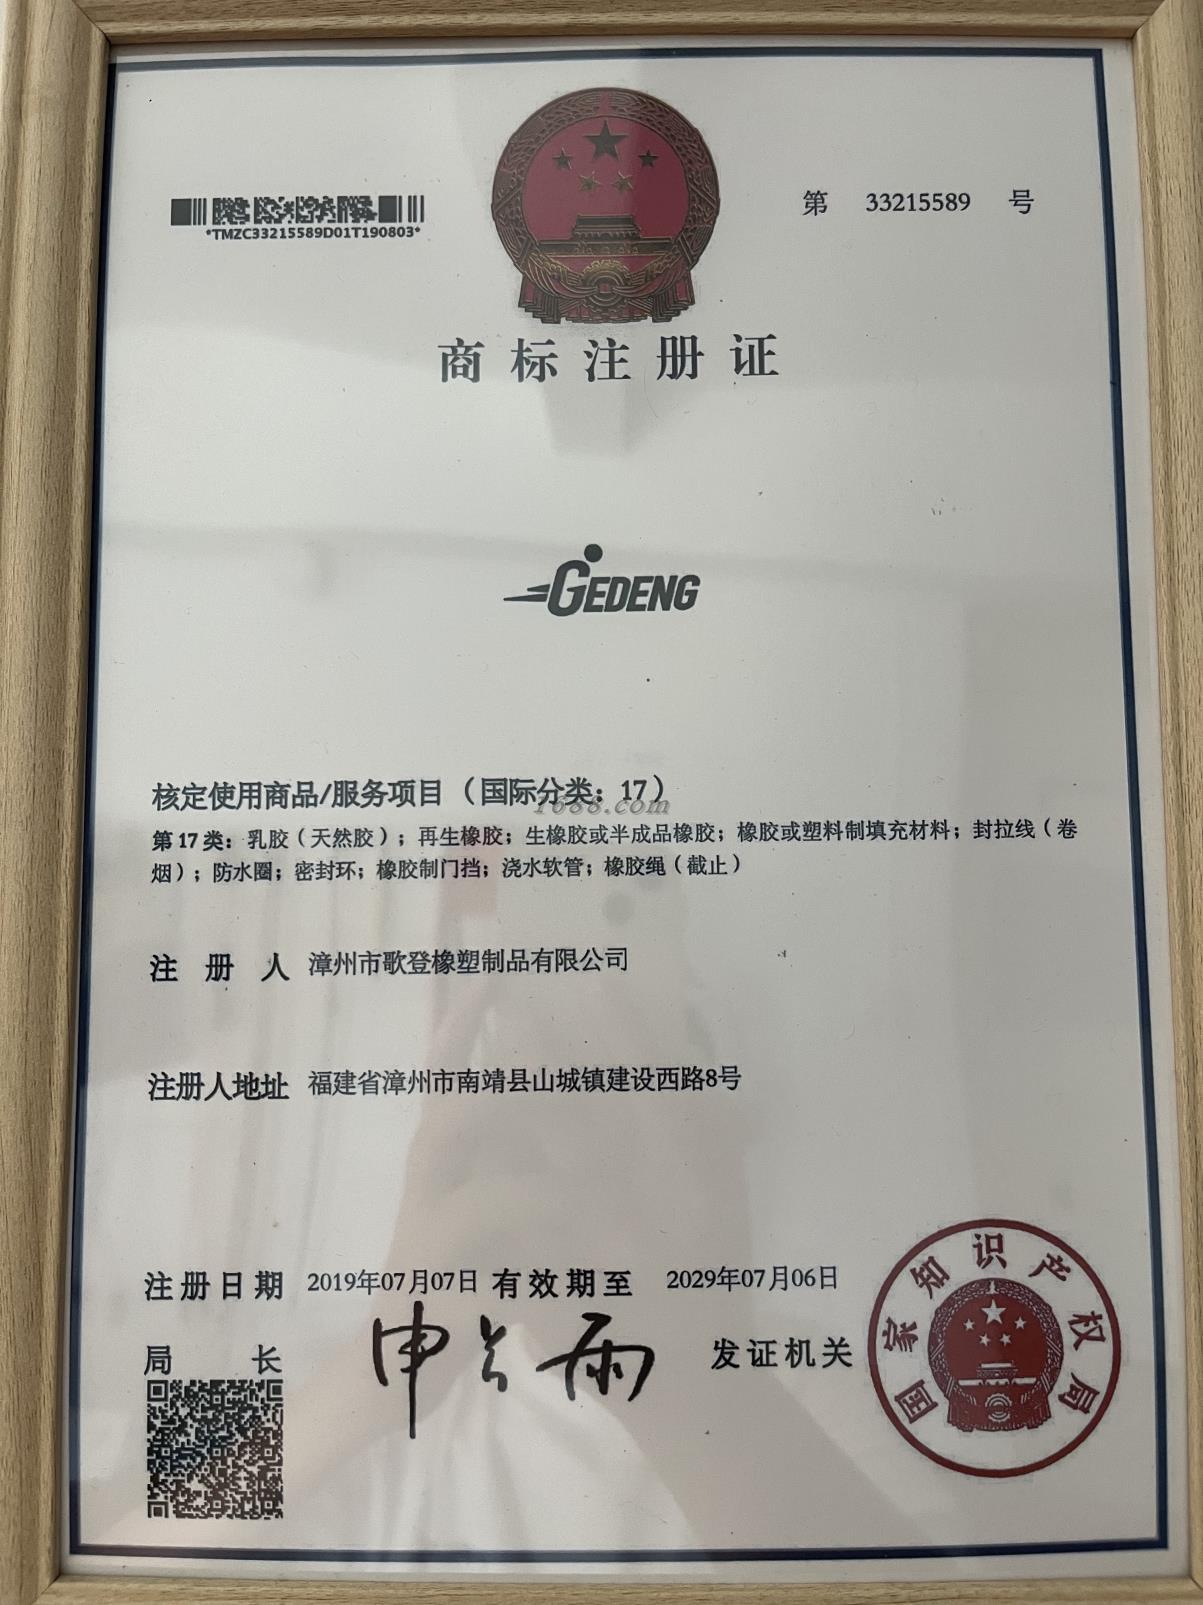 *TMZC33215589D01T190803*
第 33215589 号
商标注册证
GEDENG
核定使用商品/服务项目（国际分类：17）
1688.com
第17类：乳胶（天然胶）；再生橡胶；生橡胶或半成品橡胶；橡胶或塑料制填充材料；封拉线（卷
烟）；防水圈；密封环；橡胶制门挡；浇水软管；橡胶绳（截止）
注册人 漳州市歌登橡塑制品有限公司
注册人地址 福建省漳州市南靖县山城镇建设西路8号
注册日期 2019年07月07日 有效期至 2029年07月06日
局长 申长雨 发证机关
国家知识产权局